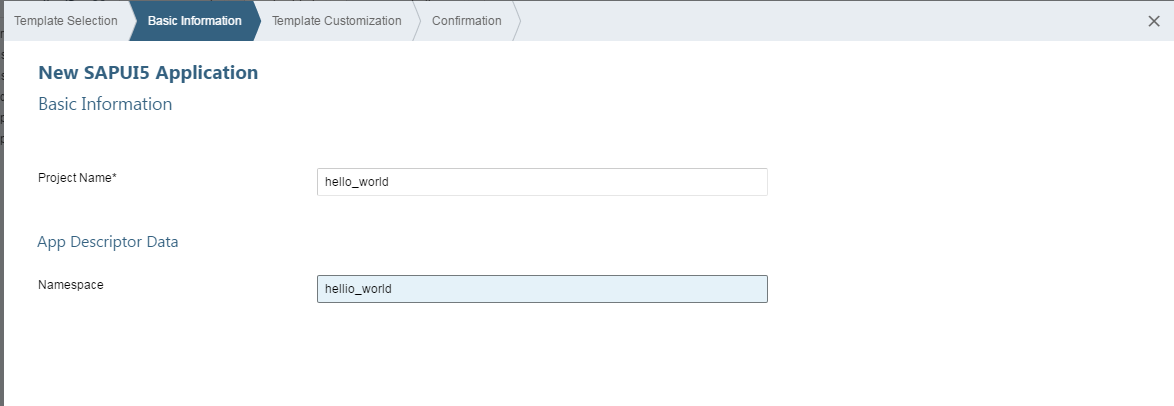 Template Selection
Basic Information
Template Customization
Confirmation
New SAPUI5 Application
Basic Information
Project Name*
hello_world
App Descriptor Data
Namespace
hellio_world